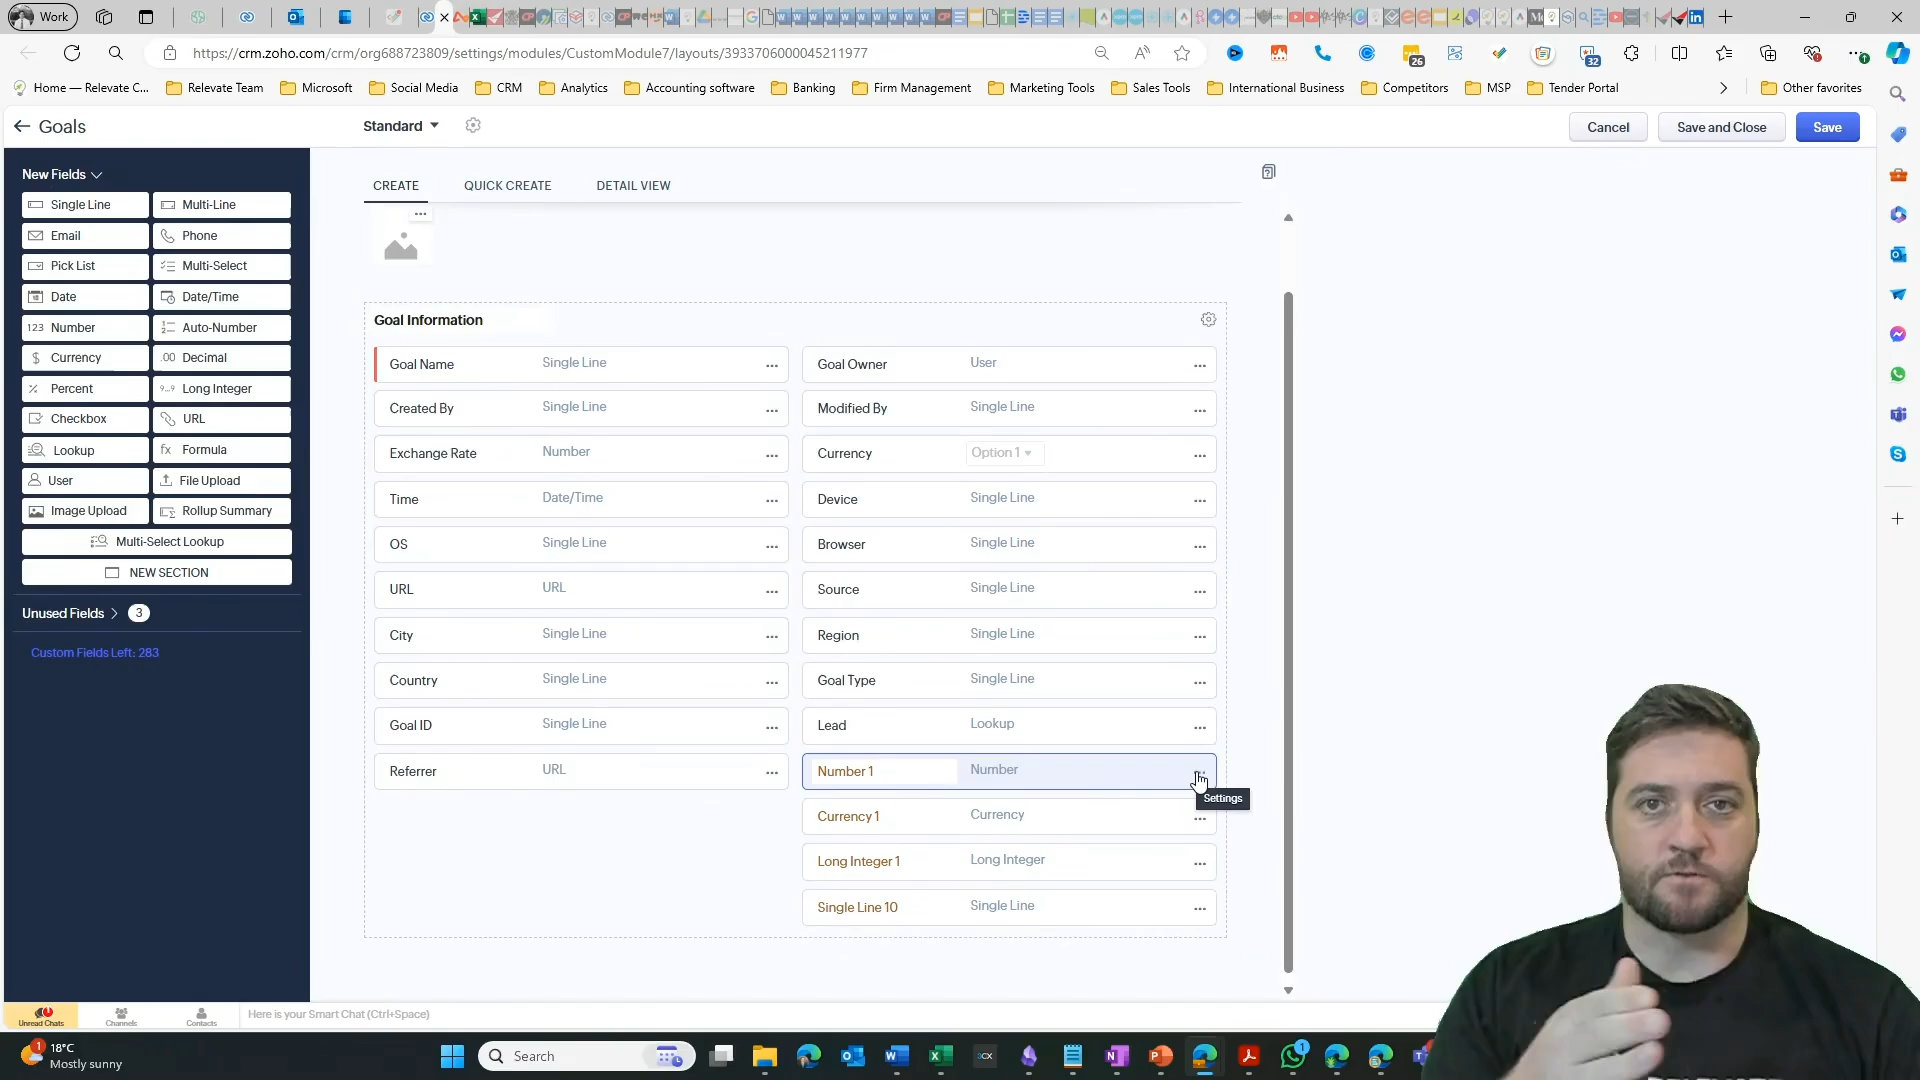 Work
https://crm.zoho.com/crm/org688723809/settings/modules/CustomModule7/layouts/3933706000045211977
26
32
Home — Relevate C...
Relevate Team
Microsoft
Social Media
CRM
Analytics
Accounting software
Banking
Firm Management
Marketing Tools
Sales Tools
International Business
Competitors
MSP
Tender Portal
Other favorites
Goals
Standard
Cancel
Save and Close
Save
New Fields
Single Line
Multi-Line
Email
Phone
Pick List
Multi-Select
Date
Date/Time
123 Number
Auto-Number
$ Currency
.00 Decimal
% Percent
Long Integer
Checkbox
URL
Lookup
fx Formula
User
File Upload
Image Upload
Rollup Summary
Multi-Select Lookup
NEW SECTION
Unused Fields
3
Custom Fields Left: 283
CREATE
QUICK CREATE
DETAIL VIEW
Goal Information
Goal Name Single Line
Goal Owner User
Created By Single Line
Modified By Single Line
Exchange Rate Number
Currency Option 1
Time Date/Time
Device Single Line
OS Single Line
Browser Single Line
URL URL
Source Single Line
City Single Line
Region Single Line
Country Single Line
Goal Type Single Line
Goal ID Single Line
Lead Lookup
Referrer URL
Number 1 Number
Settings
Currency 1 Currency
Long Integer 1 Long Integer
Single Line 10 Single Line
Unread Chats
Channels
Contacts
Here is your Smart Chat (Ctrl+Space)
1
18°C
Mostly sunny
Search
3CX
1